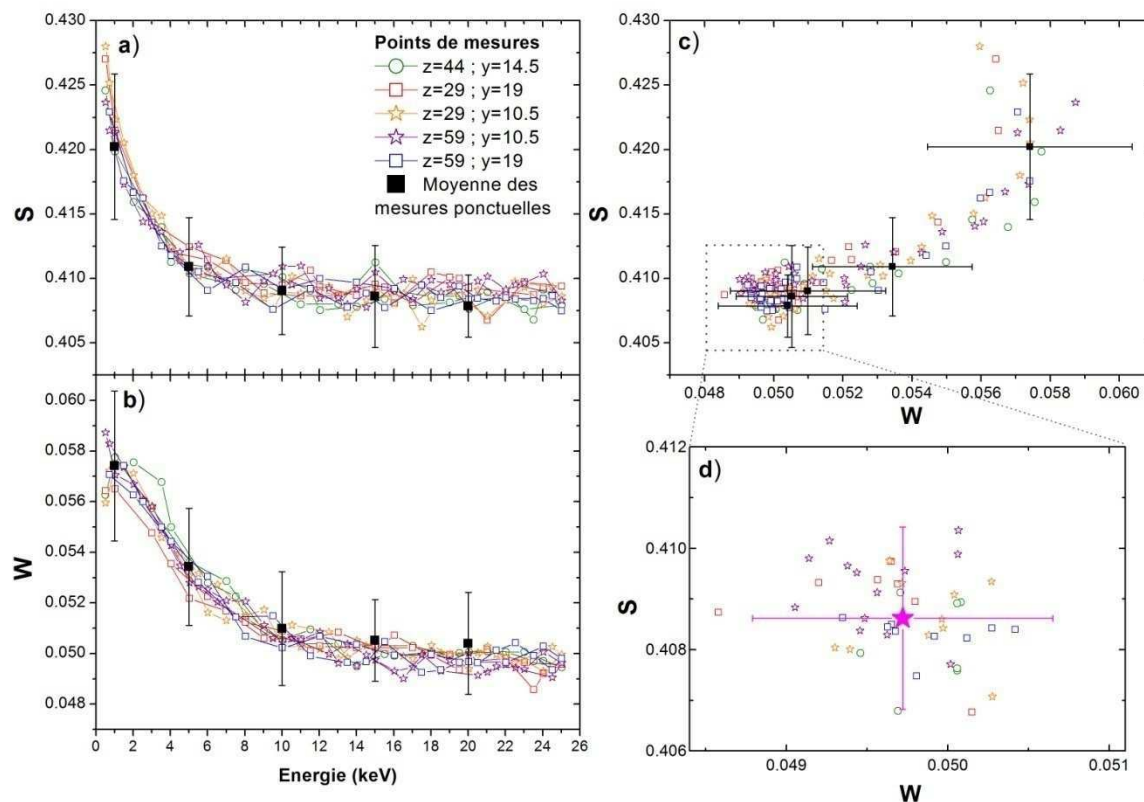 a)
S
0.430
0.425
0.420
0.415
0.410
0.405
Points de mesures
z=44 ; y=14.5
z=29 ; y=19
z=29 ; y=10.5
z=59 ; y=10.5
z=59 ; y=19
Moyenne des
mesures ponctuelles
b)
W
0.060
0.058
0.056
0.054
0.052
0.050
0.048
0 2 4 6 8 10 12 14 16 18 20 22 24 26
Energie (keV)
c)
S
0.430
0.425
0.420
0.415
0.410
0.405
0.048 0.050 0.052 0.054 0.056 0.058 0.060
W
d)
S
0.412
0.410
0.408
0.406
0.049 0.050 0.051
W